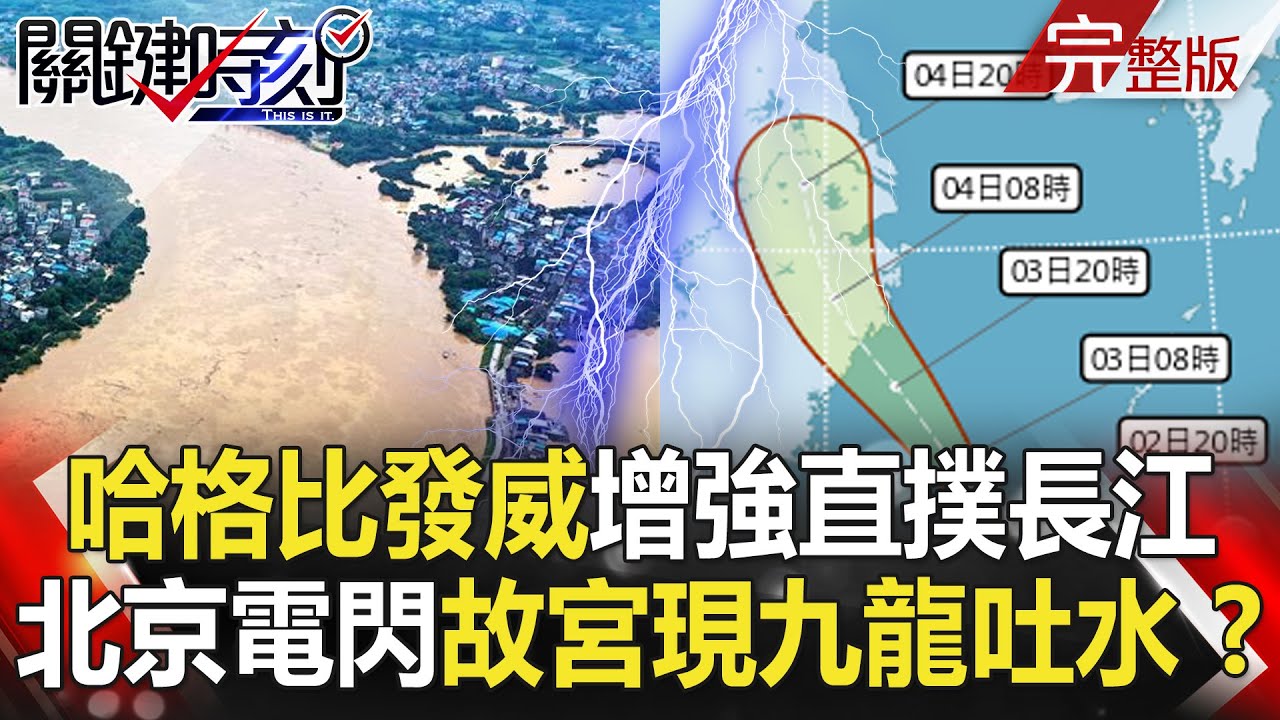 關鍵時刻
THIS IS IT.
完整版
04日20時
04日08時
03日20時
03日08時
02日20時
哈格比發威增強直撲長江
北京電閃故宮現九龍吐水?